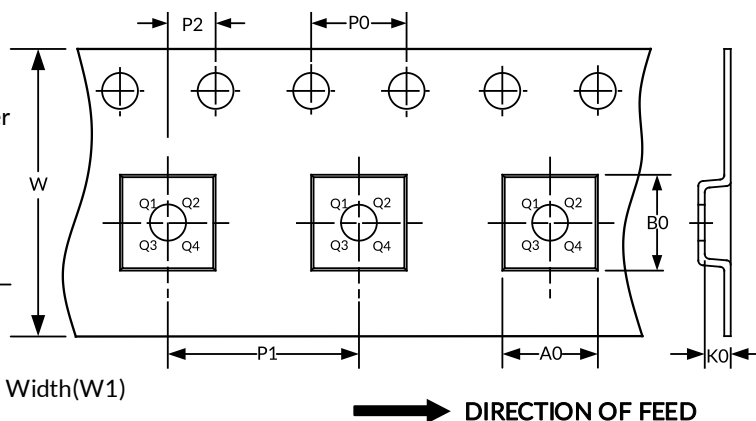 P2 P0
er
W
Q1 Q2 Q1 Q2 Q1 Q2
B0
Q3 Q4 Q3 Q4 Q3 Q4
P1 A0 K0
Width(W1)
DIRECTION OF FEED